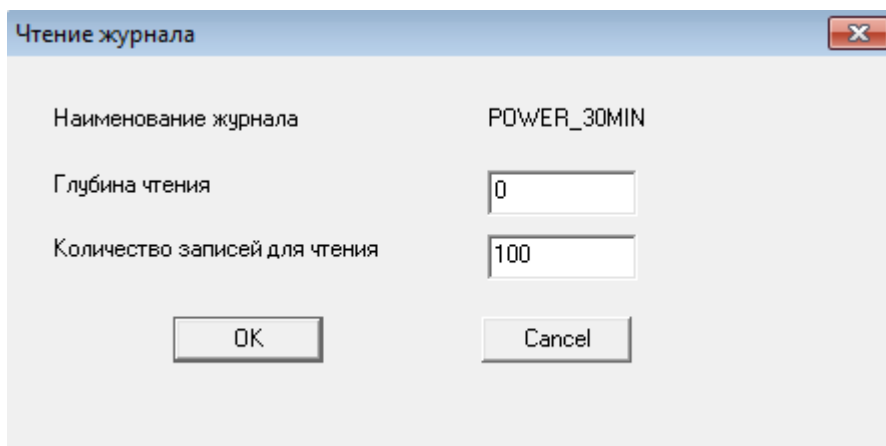 Чтение журнала
Наименование журнала POWER_30MIN
Глубина чтения 0
Количество записей для чтения 100
OK Cancel